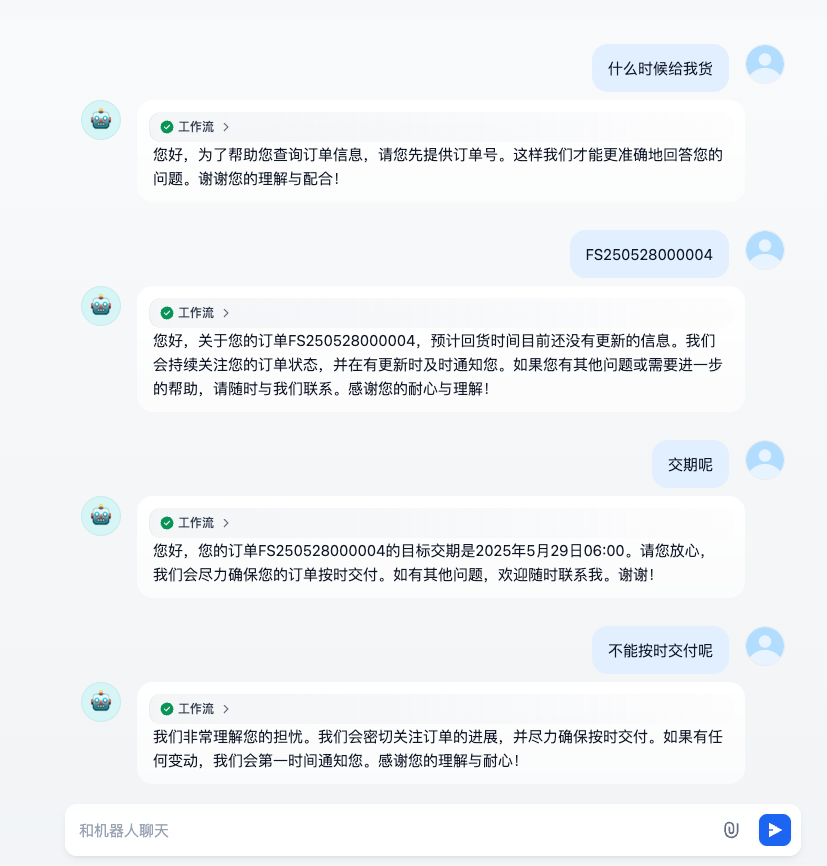 什么时候给我货
工作流
您好，为了帮助您查询订单信息，请您先提供订单号。这样我们才能更准确地回答您的
问题。谢谢您的理解与配合！
FS250528000004
工作流
您好，关于您的订单FS250528000004，预计回货时间目前还没有更新的信息。我们
会持续关注您的订单状态，并在有更新时及时通知您。如果您有其他问题或需要进一步
的帮助，请随时与我们联系。感谢您的耐心与理解！
交期呢
工作流
您好，您的订单FS250528000004的目标交期是2025年5月29日06:00。请您放心，
我们会尽力确保您的订单按时交付。如有其他问题，欢迎随时联系我。谢谢！
不能按时交付呢
工作流
我们非常理解您的担忧。我们会密切关注订单的进展，并尽力确保按时交付。如果有任
何变动，我们会第一时间通知您。感谢您的理解与耐心！
和机器人聊天